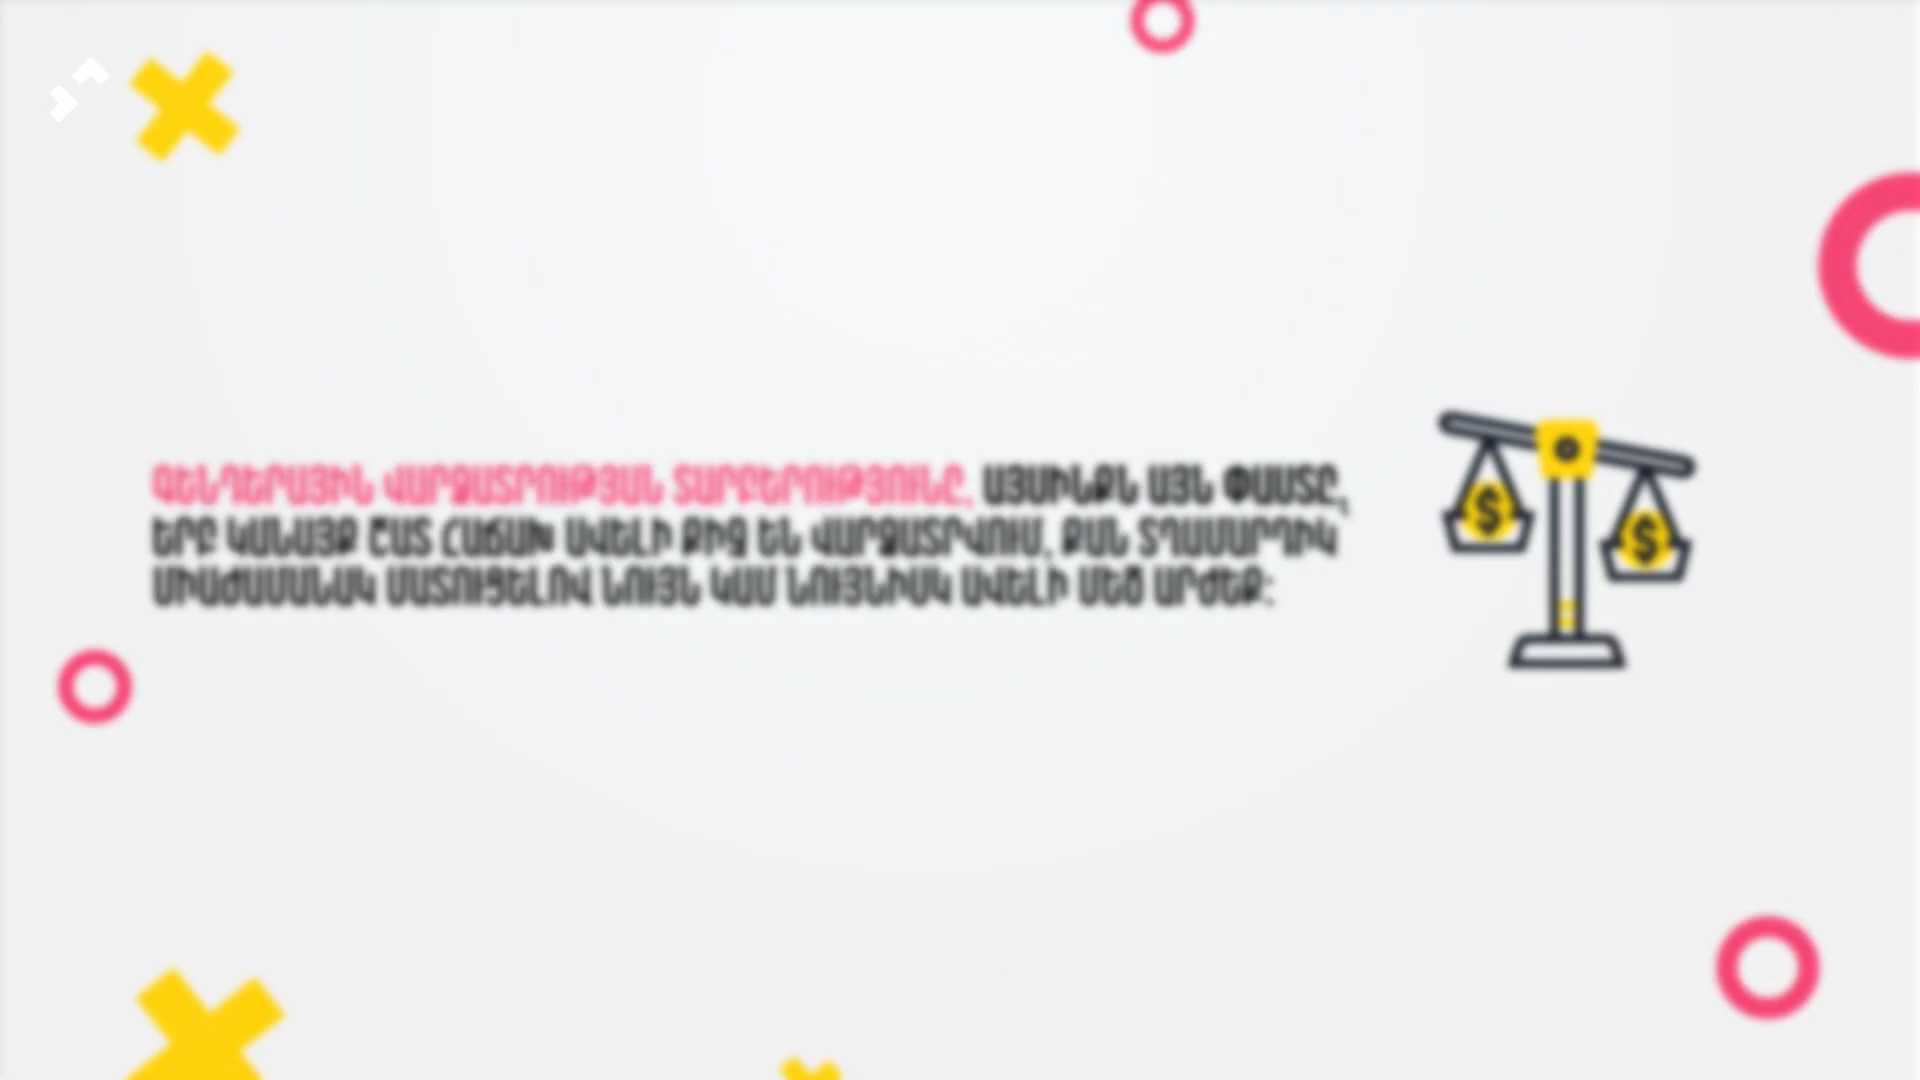 ԳԵՆԴԵՐԱՅԻՆ ՎԱՐՁԱՏՐՈՒԹՅԱՆ ՏԱՐԲԵՐՈՒԹՅՈՒՆԸ, ԱՅՍԻՆՔՆ ԱՅՆ ՓԱՍՏԸ,
ԵՐԲ ԿԱՆԱՅՔ ՇԱՏ ՀԱՃԱԽ ԱՎԵԼԻ ՔԻՉ ԵՆ ՎԱՐՁԱՏՐՎՈՒՄ, ՔԱՆ ՏՂԱՄԱՐԴԻԿ
ՄԻԱԺԱՄԱՆԱԿ ՄԱՏՈՒՑԵԼՈՎ ՆՈՒՅՆ ԿԱՄ ՆՈՒՅՆԻՍԿ ԱՎԵԼԻ ՄԵԾ ԱՐԺԵՔ: